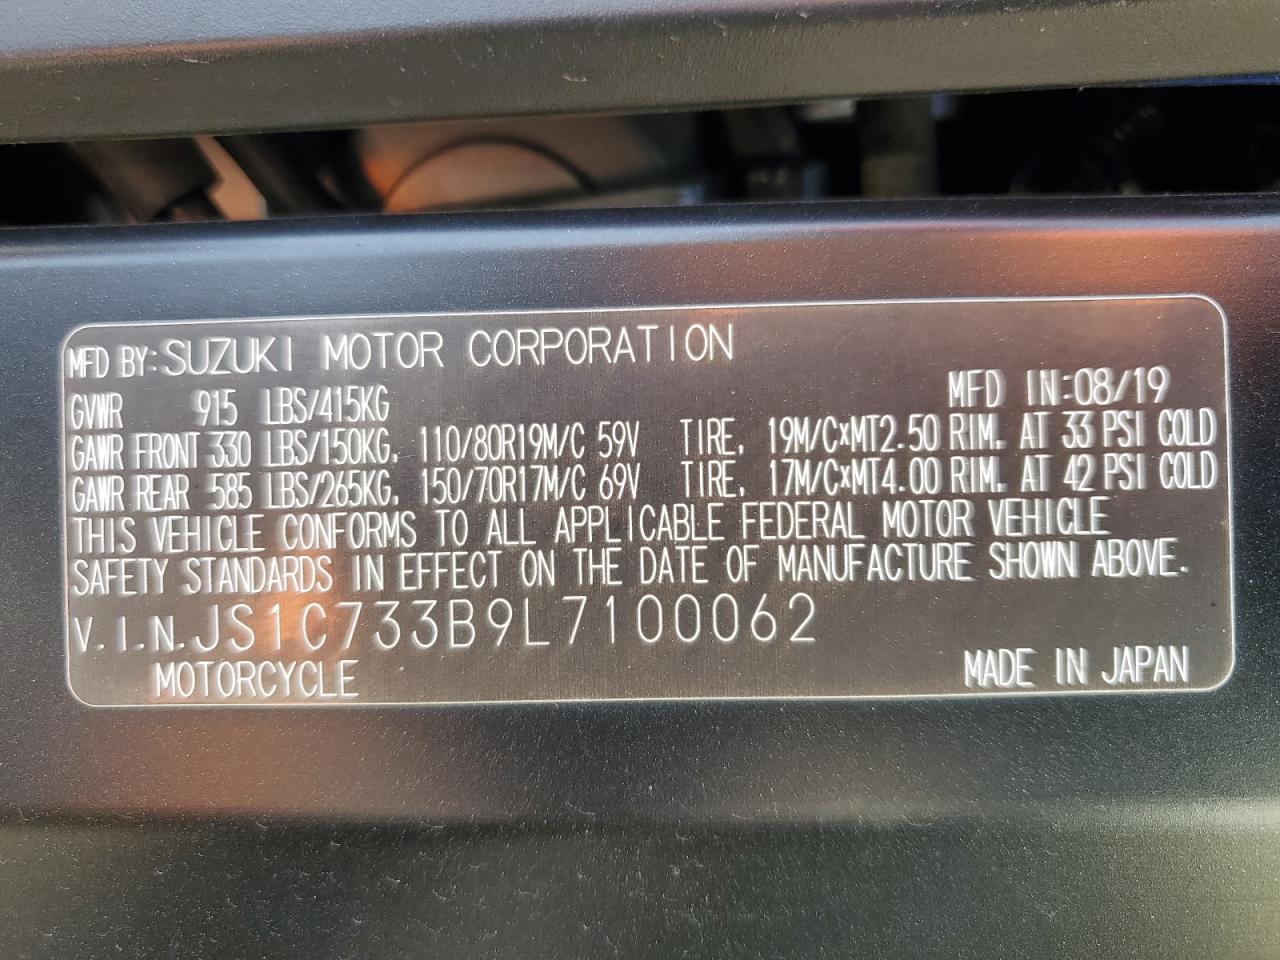 MFD BY: SUZUKI MOTOR CORPORATION
GVWR 915 LBS/415KG MFD IN:08/19
GAWR FRONT 330 LBS/150KG, 110/80R19M/C 59V TIRE, 19M/C×MT2.50 RIM, AT 33 PSI COLD
GAWR REAR 585 LBS/265KG, 150/70R17M/C 69V TIRE, 17M/C×MT4.00 RIM, AT 42 PSI COLD
THIS VEHICLE CONFORMS TO ALL APPLICABLE FEDERAL MOTOR VEHICLE
SAFETY STANDARDS IN EFFECT ON THE DATE OF MANUFACTURE SHOWN ABOVE.
V.I.N. JS1C733B9L7100062
MOTORCYCLE MADE IN JAPAN